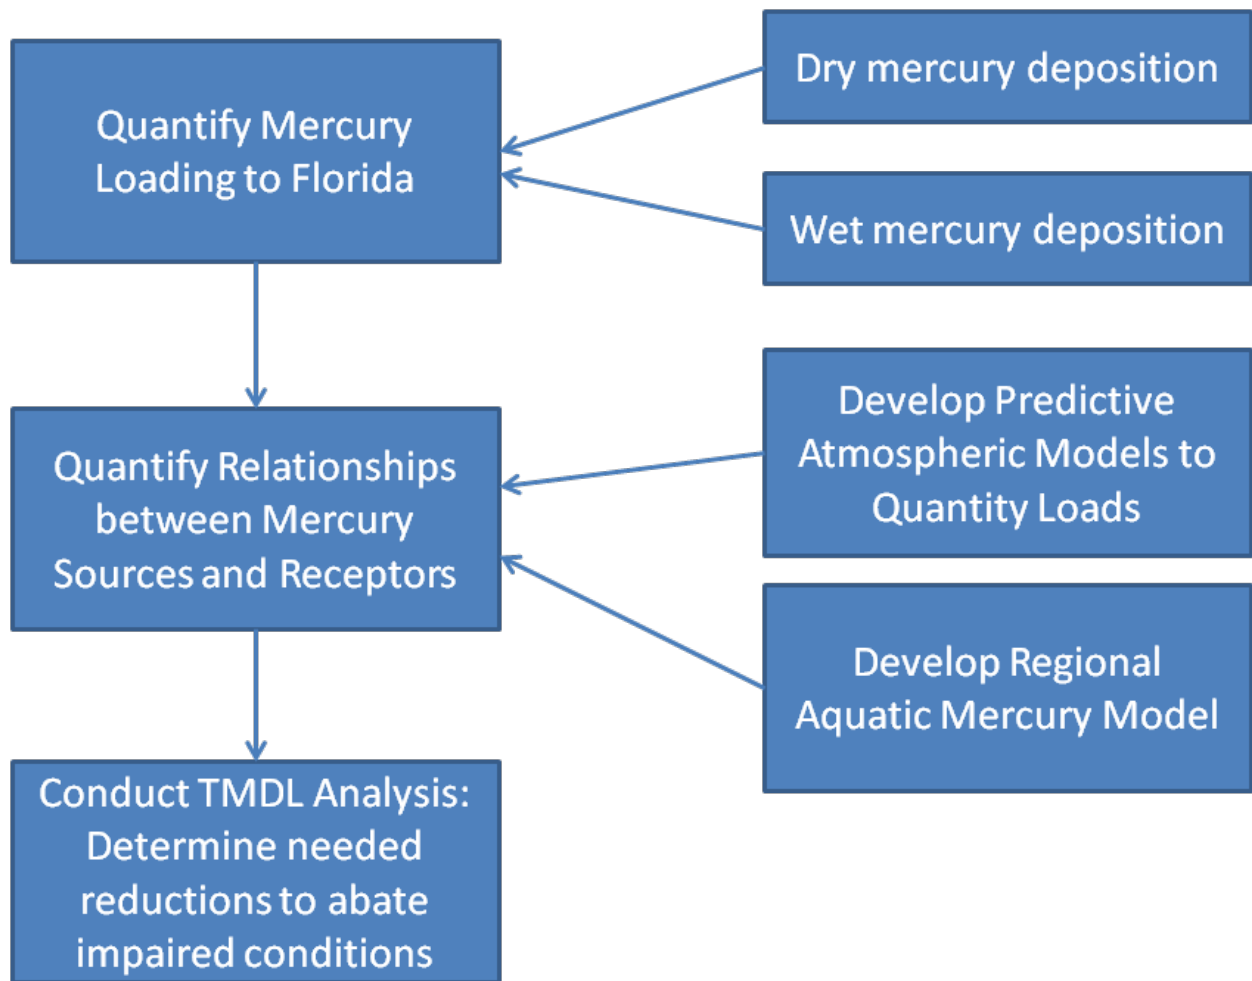 Quantify Mercury
Loading to Florida
Dry mercury deposition
Wet mercury deposition
Quantify Relationships
between Mercury
Sources and Receptors
Develop Predictive
Atmospheric Models to
Quantity Loads
Develop Regional
Aquatic Mercury Model
Conduct TMDL Analysis:
Determine needed
reductions to abate
impaired conditions